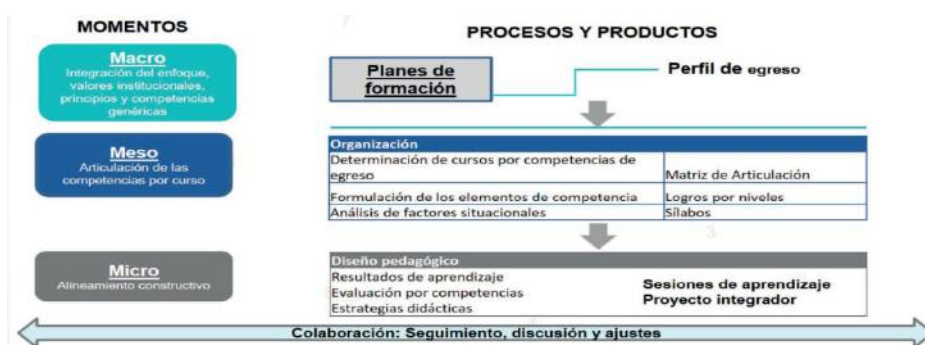 MOMENTOS
PROCESOS Y PRODUCTOS
7
Macro
Integración del enfoque,
valores institucionales,
principios y competencias
genéricas
Planes de
formación
Perfil de egreso
Meso
Articulación de las
competencias por curso
Organización
Determinación de cursos por competencias de
egreso
Matriz de Articulación
Formulación de los elementos de competencia
Logros por niveles
Análisis de factores situacionales
Sílabos
3
Micro
Alineamiento constructivo
Diseño pedagógico
Resultados de aprendizaje
Evaluación por competencias
Estrategias didácticas
Sesiones de aprendizaje
Proyecto integrador
Colaboración: Seguimiento, discusión y ajustes